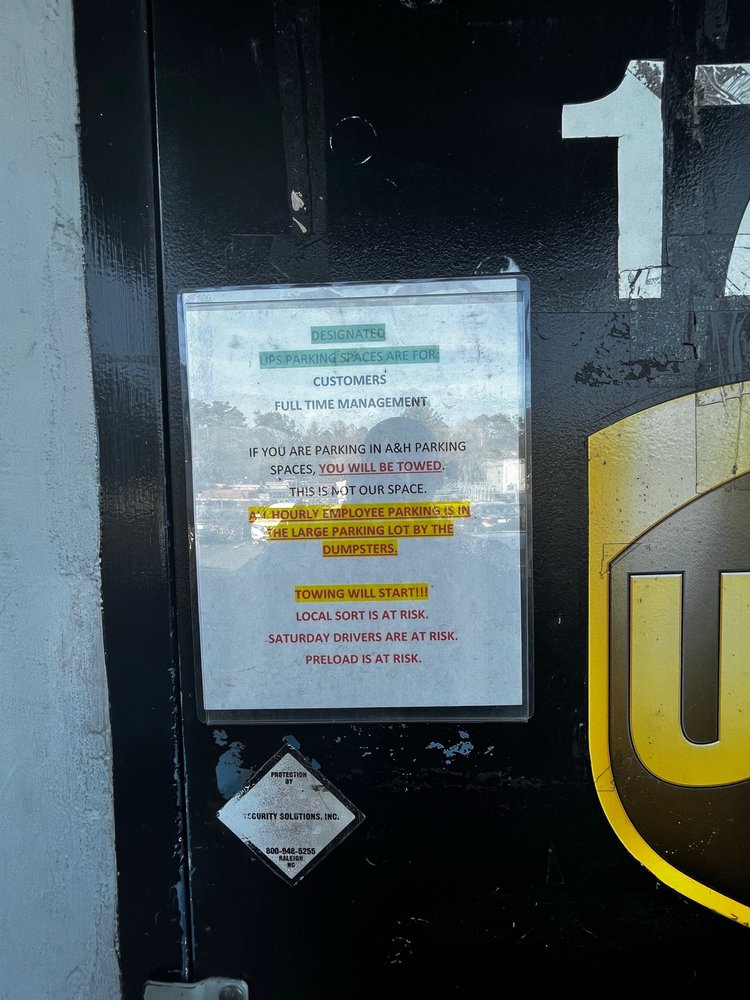 17
DESIGNATED
UPS PARKING SPACES ARE FOR:
CUSTOMERS
FULL TIME MANAGEMENT
IF YOU ARE PARKING IN A&H PARKING
SPACES, YOU WILL BE TOWED.
THIS IS NOT OUR SPACE.
ALL HOURLY EMPLOYEE PARKING IS IN
THE LARGE PARKING LOT BY THE
DUMPSTERS.
TOWING WILL START!!!
LOCAL SORT IS AT RISK.
SATURDAY DRIVERS ARE AT RISK.
PRELOAD IS AT RISK.
U
PROTECTION
BY
SECURITY SOLUTIONS, INC.
800-948-5255
RALEIGH
NC